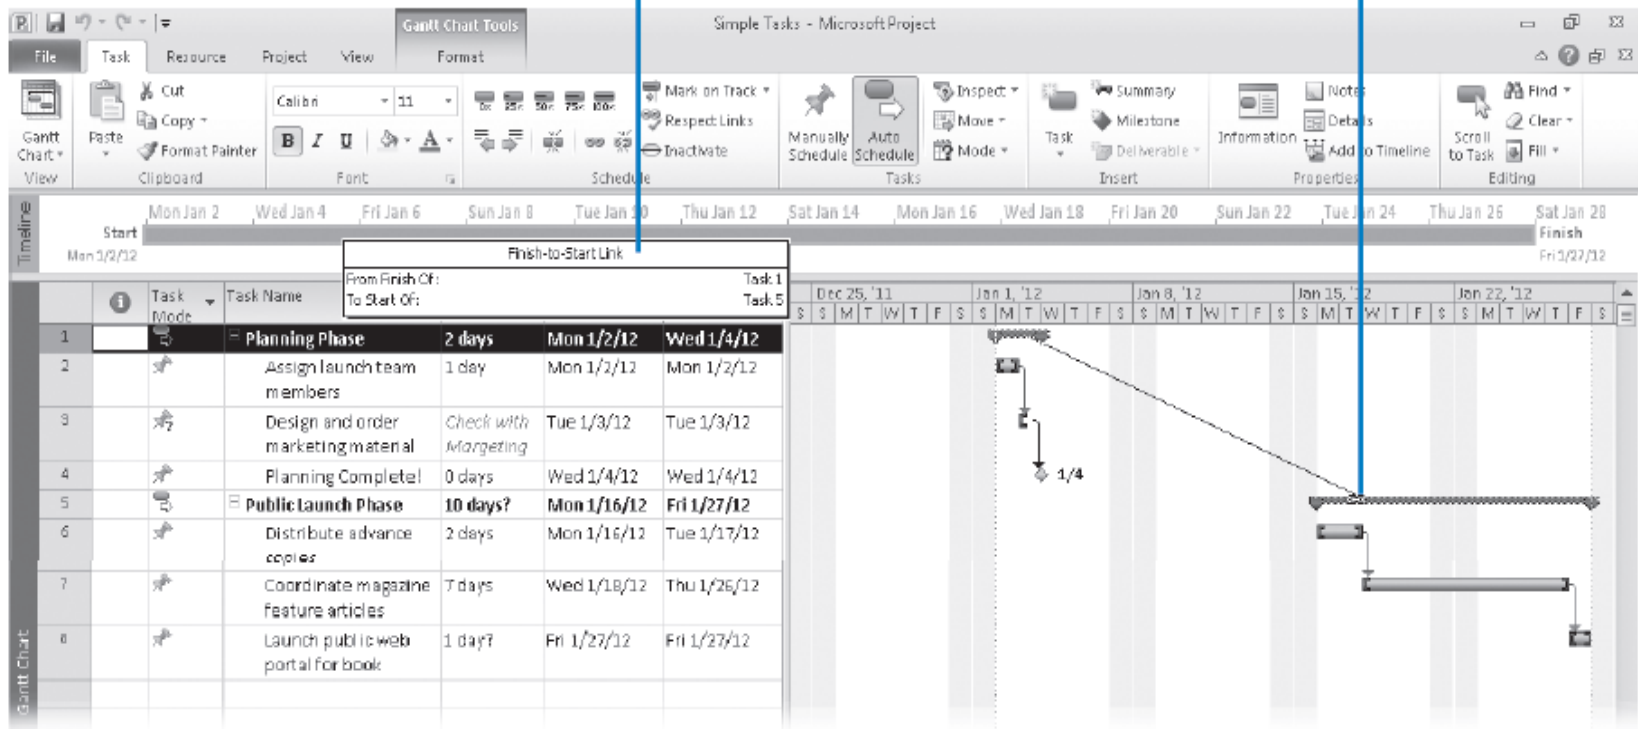 Gantt Chart Tools
Simple Tasks - Microsoft Project
File Task Resource Project View Format
Gantt Chart
View
Paste
Cut
Copy
Format Painter
Clipboard
Calibri 11
B I U A
Font
0% 25% 50% 75% 100%
Mark on Track
Respect Links
Inactivate
Schedule
Manually Schedule
Auto Schedule
Inspect
Move
Mode
Tasks
Task
Summary
Milestone
Deliverable
Insert
Information
Notes
Details
Add to Timeline
Properties
Scroll to Task
Find
Clear
Fill
Editing
Timeline
Mon Jan 2 Wed Jan 4 Fri Jan 6 Sun Jan 8 Tue Jan 10 Thu Jan 12 Sat Jan 14 Mon Jan 16 Wed Jan 18 Fri Jan 20 Sun Jan 22 Tue Jan 24 Thu Jan 26 Sat Jan 28
Start
Mon 1/2/12
Finish
Fri 1/27/12
Finish-to-Start Link
From Finish Of: Task 1
To Start Of: Task 5
Task Mode Task Name
Dec 25, '11 Jan 1, '12 Jan 8, '12 Jan 15, '12 Jan 22, '12
S S M T W T F S S M T W T F S S M T W T F S S M T W T F S S M T W T F S
1 Planning Phase 2 days Mon 1/2/12 Wed 1/4/12
2 Assign launch team members 1 day Mon 1/2/12 Mon 1/2/12
3 Design and order marketing material Check with Margeting Tue 1/3/12 Tue 1/3/12
4 Planning Complete! 0 days Wed 1/4/12 Wed 1/4/12
1/4
5 Public Launch Phase 10 days? Mon 1/16/12 Fri 1/27/12
6 Distribute advance copies 2 days Mon 1/16/12 Tue 1/17/12
7 Coordinate magazine feature articles 7 days Wed 1/18/12 Thu 1/26/12
8 Launch public web portal for book 1 day? Fri 1/27/12 Fri 1/27/12
Gantt Chart